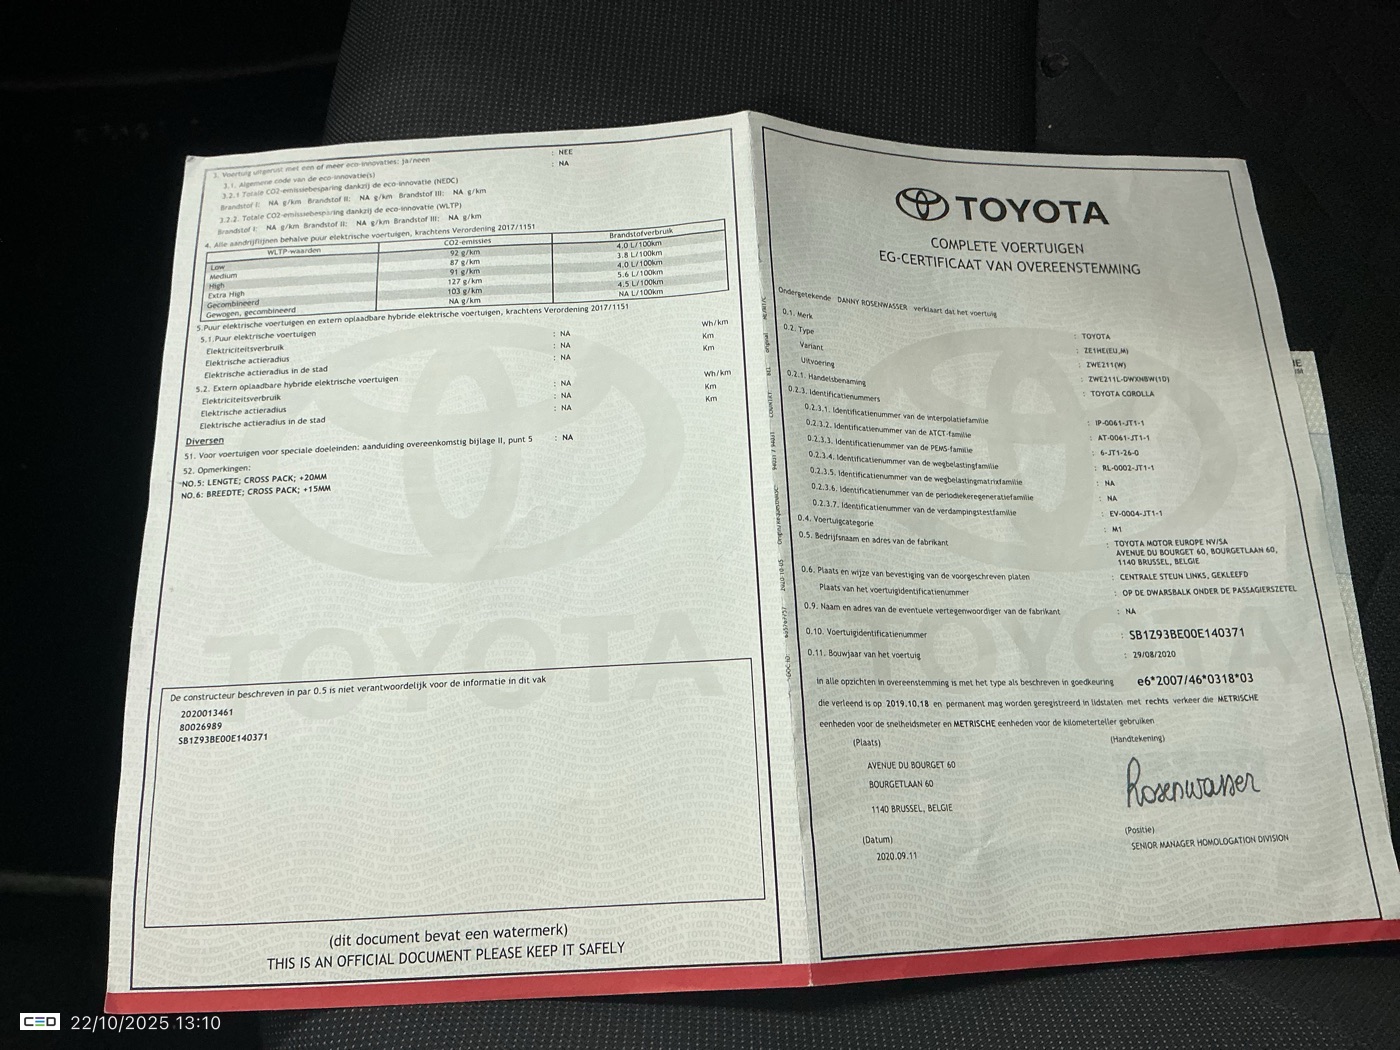 3. Voertuig uitgerust met een of meer eco-innovaties: ja/neen : NEE
3.1. Algemene code van de eco-innovatie(s) : NA
3.2.1 Totale CO2-emissiebesparing dankzij de eco-innovatie (NEDC)
Brandstof I: NA g/km Brandstof II: NA g/km Brandstof III: NA g/km
3.2.2. Totale CO2-emissiebesparing dankzij de eco-innovatie (WLTP)
Brandstof I: NA g/km Brandstof II: NA g/km Brandstof III: NA g/km
4. Alle aandrijflijnen behalve puur elektrische voertuigen, krachtens Verordening 2017/1151
WLTP-waarden CO2-emissies Brandstofverbruik
Low 92 g/km 4.0 L/100km
Medium 87 g/km 3.8 L/100km
High 91 g/km 4.0 L/100km
Extra High 127 g/km 5.6 L/100km
Gecombineerd 103 g/km 4.5 L/100km
Gewogen, gecombineerd NA g/km NA L/100km
5.Puur elektrische voertuigen en extern oplaadbare hybride elektrische voertuigen, krachtens Verordening 2017/1151
5.1.Puur elektrische voertuigen
Elektriciteitsverbruik : NA Wh/km
Elektrische actieradius : NA Km
Elektrische actieradius in de stad : NA Km
5.2. Extern oplaadbare hybride elektrische voertuigen
Elektriciteitsverbruik : NA Wh/km
Elektrische actieradius : NA Km
Elektrische actieradius in de stad : NA Km
Diversen
51. Voor voertuigen voor speciale doeleinden: aanduiding overeenkomstig bijlage II, punt 5 : NA
52. Opmerkingen:
NO.5: LENGTE; CROSS PACK; +20MM
NO.6: BREEDTE; CROSS PACK; +15MM
De constructeur beschreven in par 0.5 is niet verantwoordelijk voor de informatie in dit vak
2020013461
80026989
SB1Z93BE00E140371
(dit document bevat een watermerk)
THIS IS AN OFFICIAL DOCUMENT PLEASE KEEP IT SAFELY
TOYOTA
COMPLETE VOERTUIGEN
EG-CERTIFICAAT VAN OVEREENSTEMMING
Ondergetekende DANNY ROSENWASSER verklaart dat het voertuig
0.1. Merk : TOYOTA
0.2. Type : ZE1HE(EU,M)
Variant : ZWE211(W)
Uitvoering : ZWE211L-DWXNBW(1D)
0.2.1. Handelsbenaming : TOYOTA COROLLA
0.2.3. Identificatienummers
0.2.3.1. Identificatienummer van de interpolatiefamilie : IP-0061-JT1-1
0.2.3.2. Identificatienummer van de ATCT-familie : AT-0061-JT1-1
0.2.3.3. Identificatienummer van de PEMS-familie : 6-JT1-26-0
0.2.3.4. Identificatienummer van de wegbelastingfamilie : RL-0002-JT1-1
0.2.3.5. Identificatienummer van de wegbelastingmatrixfamilie : NA
0.2.3.6. Identificatienummer van de periodiekeregeneratiefamilie : NA
0.2.3.7. Identificatienummer van de verdampingstestfamilie : EV-0004-JT1-1
0.4. Voertuigcategorie : M1
0.5. Bedrijfsnaam en adres van de fabrikant : TOYOTA MOTOR EUROPE NV/SA
AVENUE DU BOURGET 60, BOURGETLAAN 60,
1140 BRUSSEL, BELGIE
0.6. Plaats en wijze van bevestiging van de voorgeschreven platen : CENTRALE STEUN LINKS, GEKLEEFD
Plaats van het voertuigidentificatienummer : OP DE DWARSBALK ONDER DE PASSAGIERSZETEL
0.9. Naam en adres van de eventuele vertegenwoordiger van de fabrikant : NA
0.10. Voertuigidentificatienummer : SB1Z93BE00E140371
0.11. Bouwjaar van het voertuig : 29/08/2020
in alle opzichten in overeenstemming is met het type als beschreven in goedkeuring e6*2007/46*0318*03
die verleend is op 2019.10.18 en permanent mag worden geregistreerd in lidstaten met rechts verkeer die METRISCHE
eenheden voor de snelheidsmeter en METRISCHE eenheden voor de kilometerteller gebruiken
(Plaats) (Handtekening)
AVENUE DU BOURGET 60
BOURGETLAAN 60
1140 BRUSSEL, BELGIE
Rosenwasser
(Datum) (Positie)
2020.09.11 SENIOR MANAGER HOMOLOGATION DIVISION
CED 22/10/2025 13:10